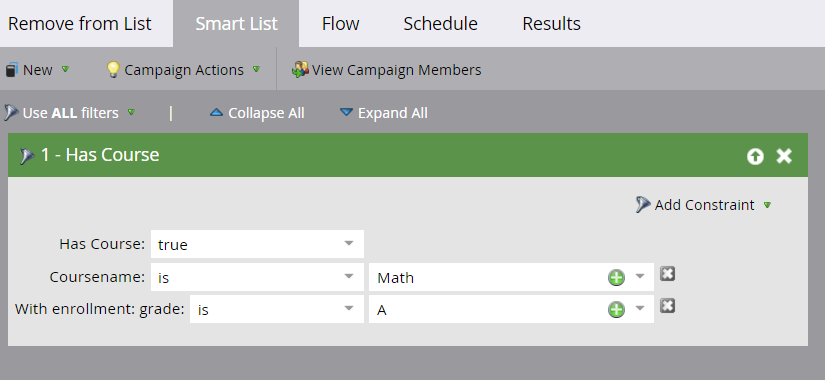 Remove from List Smart List Flow Schedule Results
New Campaign Actions View Campaign Members
Use ALL filters | Collapse All Expand All
1 - Has Course
Add Constraint
Has Course: true
Coursename: is Math
With enrollment: grade: is A